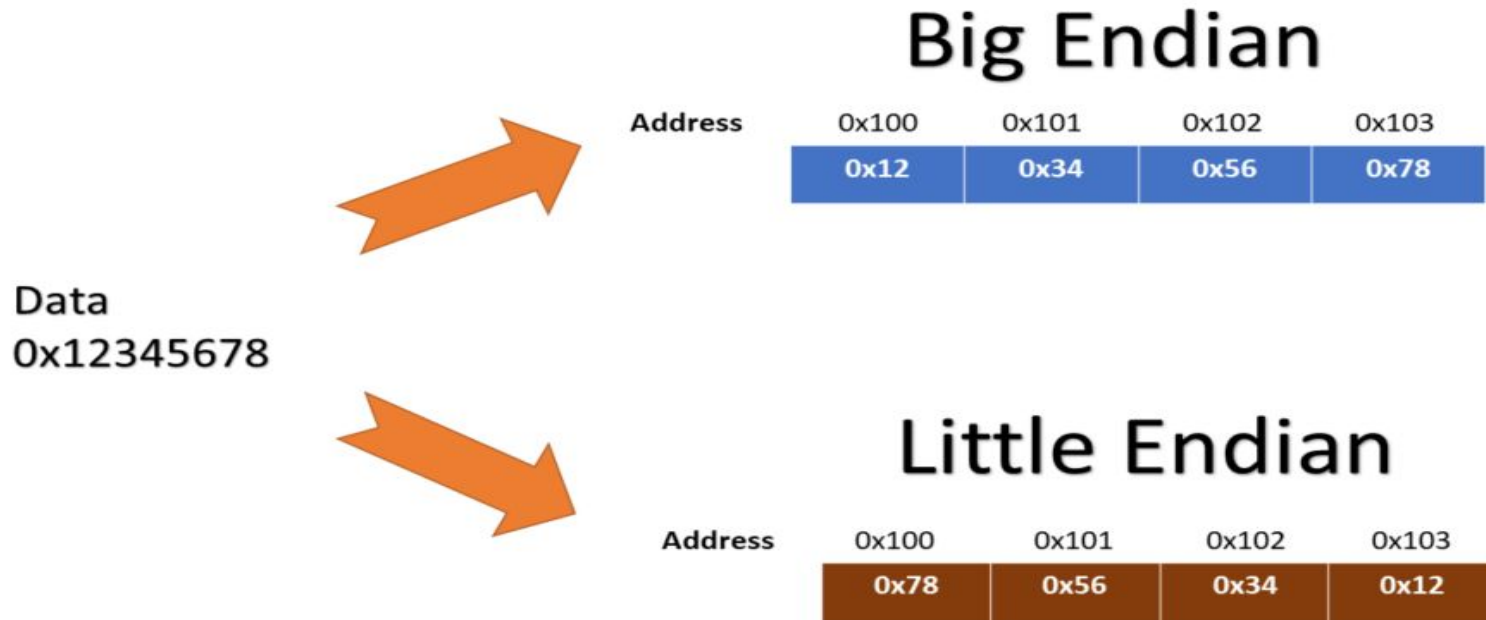 Big Endian
Address 0x100 0x101 0x102 0x103
0x12 0x34 0x56 0x78
Data
0x12345678
Little Endian
Address 0x100 0x101 0x102 0x103
0x78 0x56 0x34 0x12